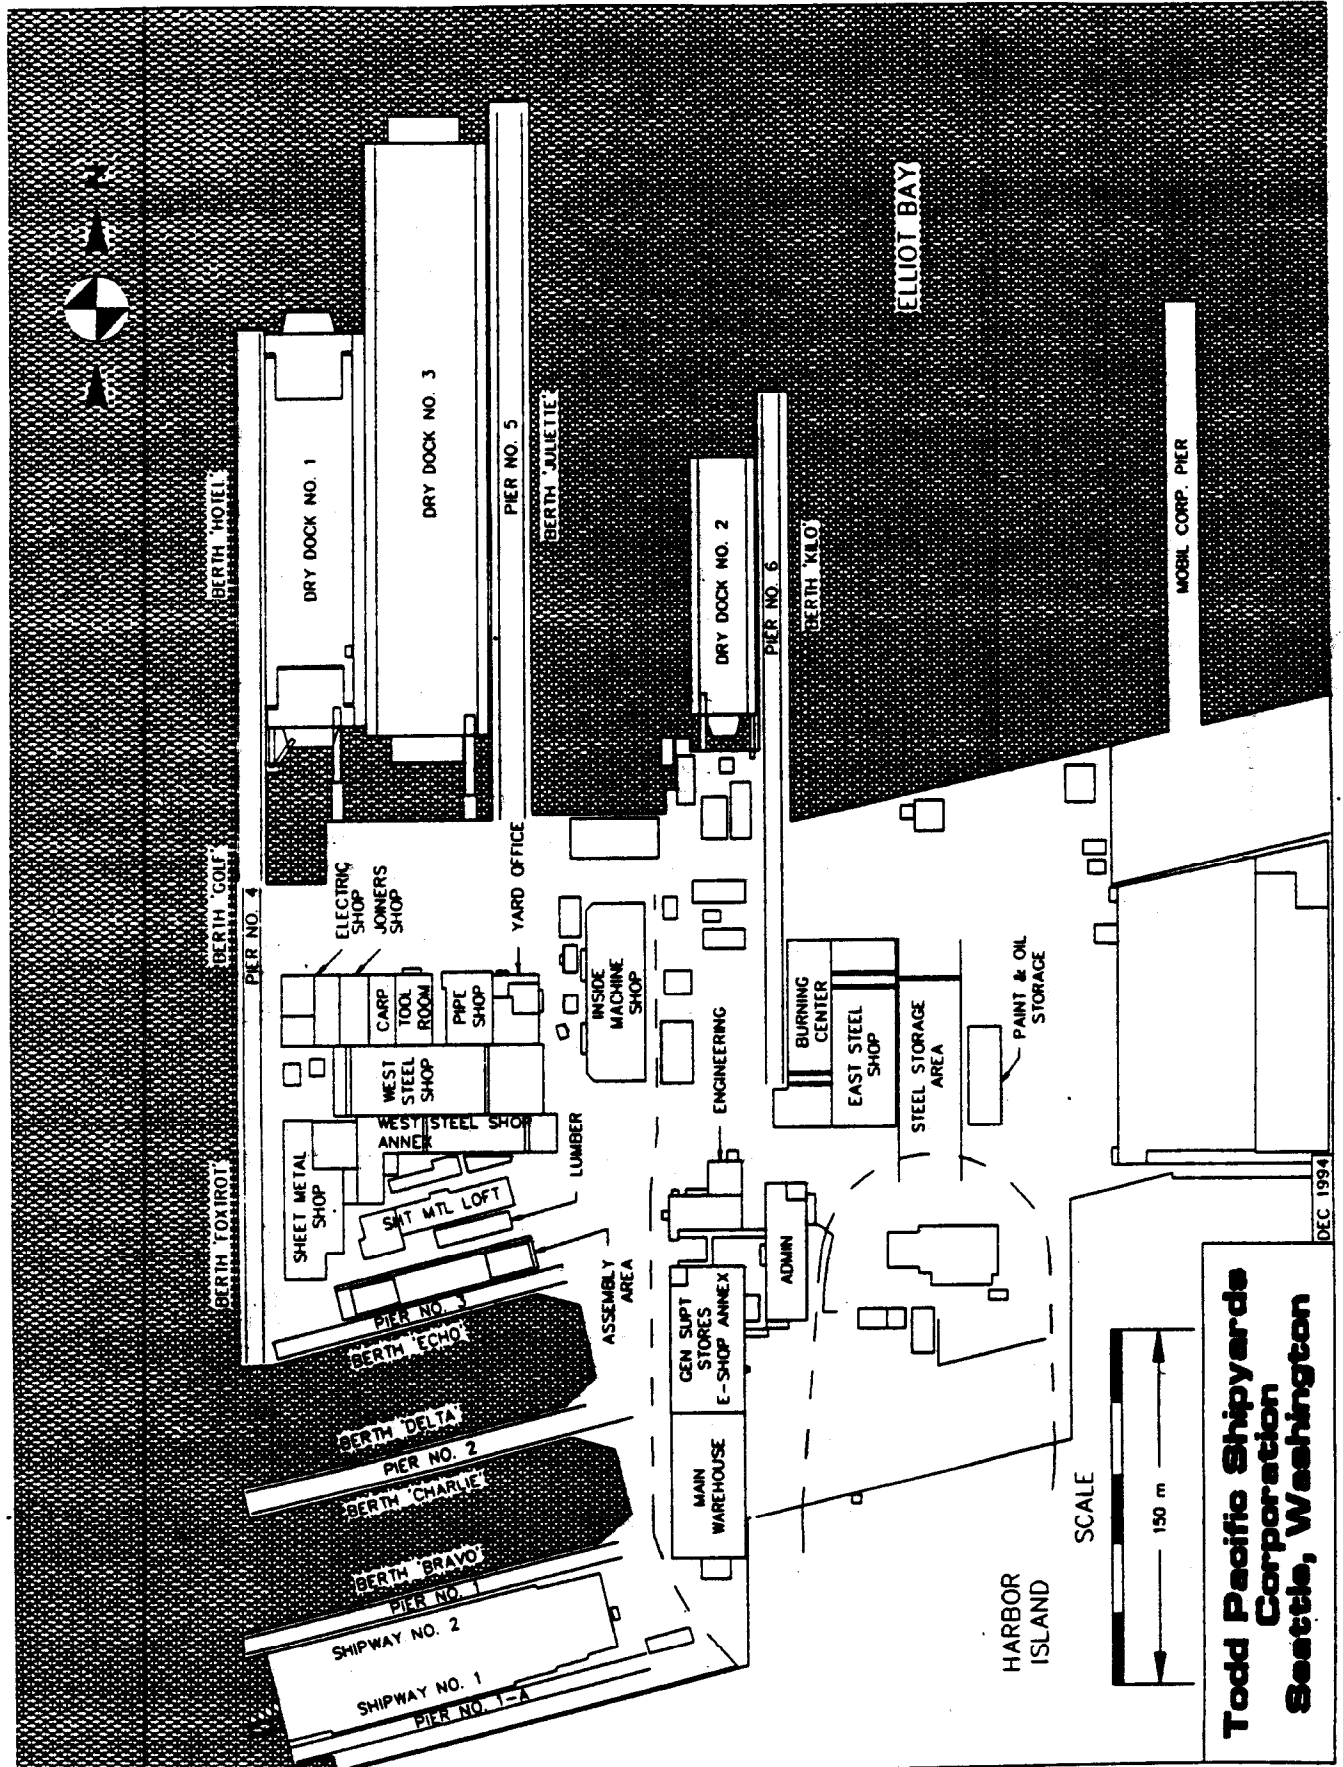 N
ELLIOT BAY
BERTH 'HOTEL'
DRY DOCK NO. 1
DRY DOCK NO. 3
PIER NO. 5
BERTH 'JULIETTE'
DRY DOCK NO. 2
PIER NO. 6
BERTH 'KILO'
MOBIL CORP. PIER
BERTH 'GOLF'
PIER NO. 4
ELECTRIC
SHOP
JOINERS
SHOP
YARD OFFICE
CARP
TOOL
ROOM
PIPE
SHOP
INSIDE
MACHINE
SHOP
WEST
STEEL
SHOP
WEST STEEL SHOP
ANNEX
ENGINEERING
BURNING
CENTER
EAST STEEL
SHOP
STEEL STORAGE
AREA
PAINT & OIL
STORAGE
BERTH 'FOXTROT'
SHEET METAL
SHOP
SHT MTL LOFT
LUMBER
ASSEMBLY
AREA
PIER NO. 3
BERTH 'ECHO'
BERTH 'DELTA'
PIER NO. 2
BERTH 'CHARLIE'
BERTH 'BRAVO'
PIER NO. 1
SHIPWAY NO. 2
SHIPWAY NO. 1
PIER NO. 1-A
GEN SUPT
STORES
E-SHOP ANNEX
ADMIN
MAIN
WAREHOUSE
HARBOR
ISLAND
SCALE
150 m
DEC 1994
Todd Pacific Shipyards
Corporation
Seattle, Washington